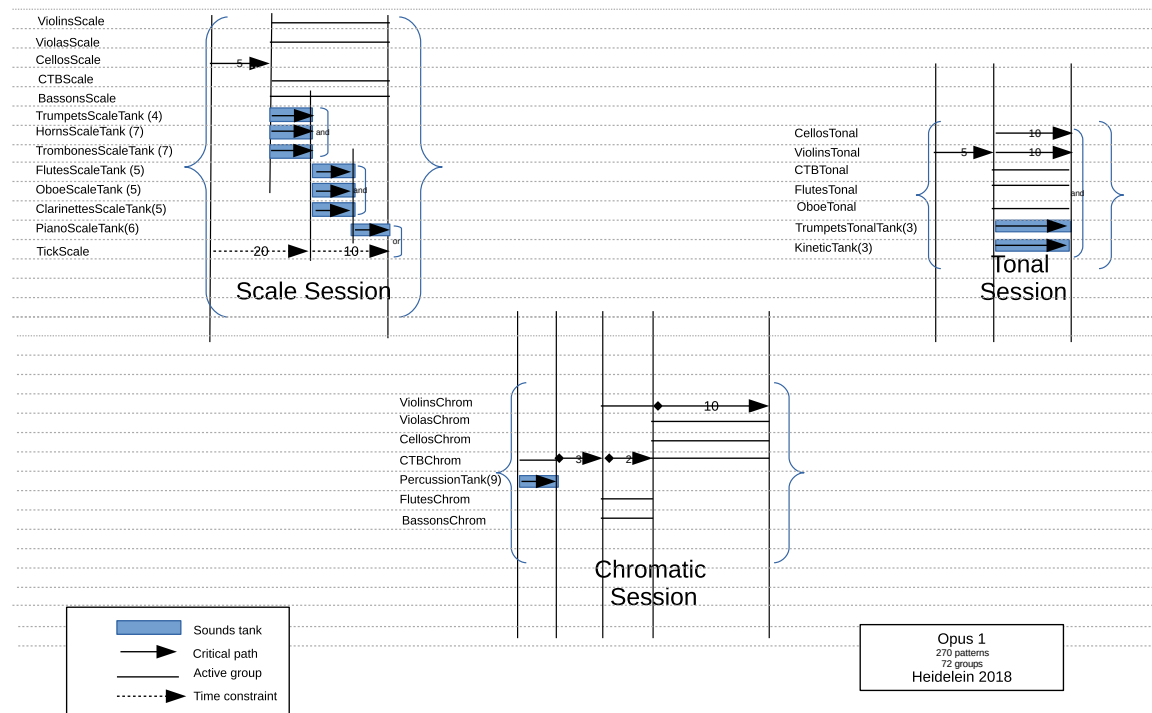 ViolinsScale
ViolasScale
CellosScale
5
CTBScale
BassonsScale
TrumpetsScaleTank (4)
HornsScaleTank (7)
and
TrombonesScaleTank (7)
FlutesScaleTank (5)
OboeScaleTank (5)
and
ClarinettesScaleTank(5)
PianoScaleTank(6)
or
TickScale
20
10
Scale Session
CellosTonal
10
ViolinsTonal
5
10
CTBTonal
FlutesTonal
and
OboeTonal
TrumpetsTonalTank(3)
KineticTank(3)
Tonal
Session
ViolinsChrom
10
ViolasChrom
CellosChrom
CTBChrom
3
2
PercussionTank(9)
FlutesChrom
BassonsChrom
Chromatic
Session
Sounds tank
Critical path
Active group
Time constraint
Opus 1
270 patterns
72 groups
Heidelein 2018